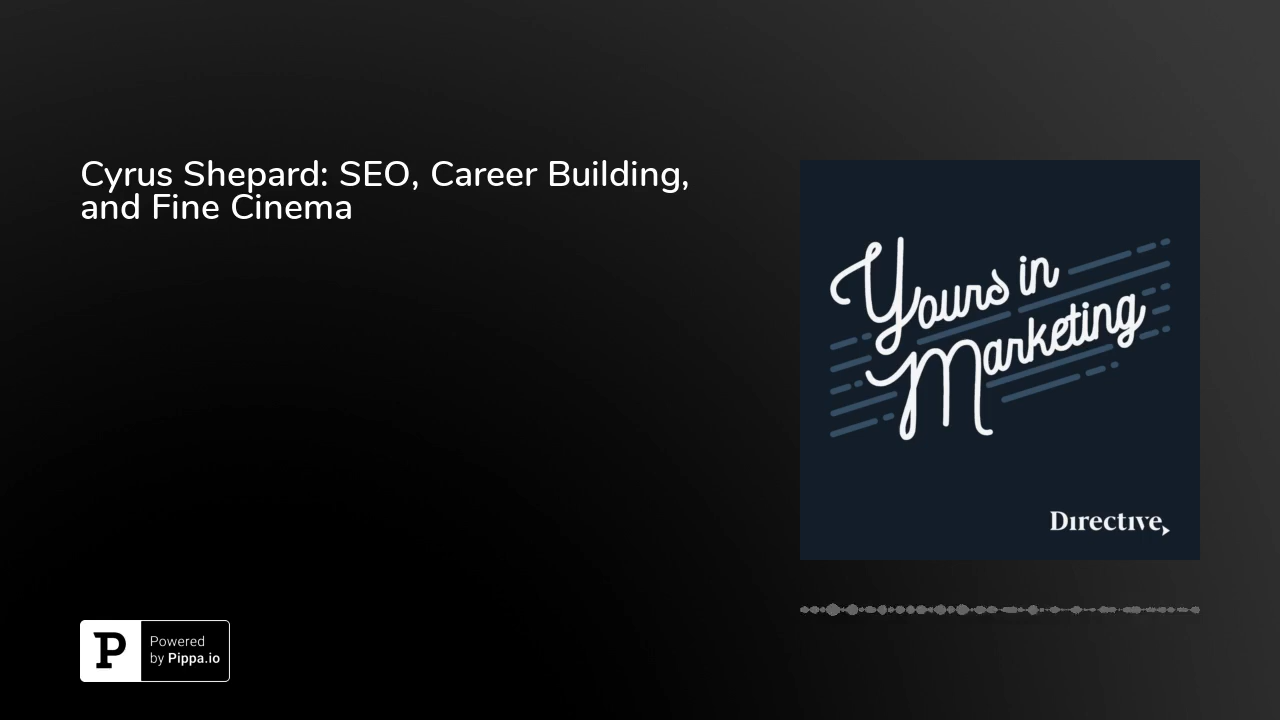 Cyrus Shepard: SEO, Career Building,
and Fine Cinema
Yours in
Marketing
Directive
P
Powered
by Pippa.io